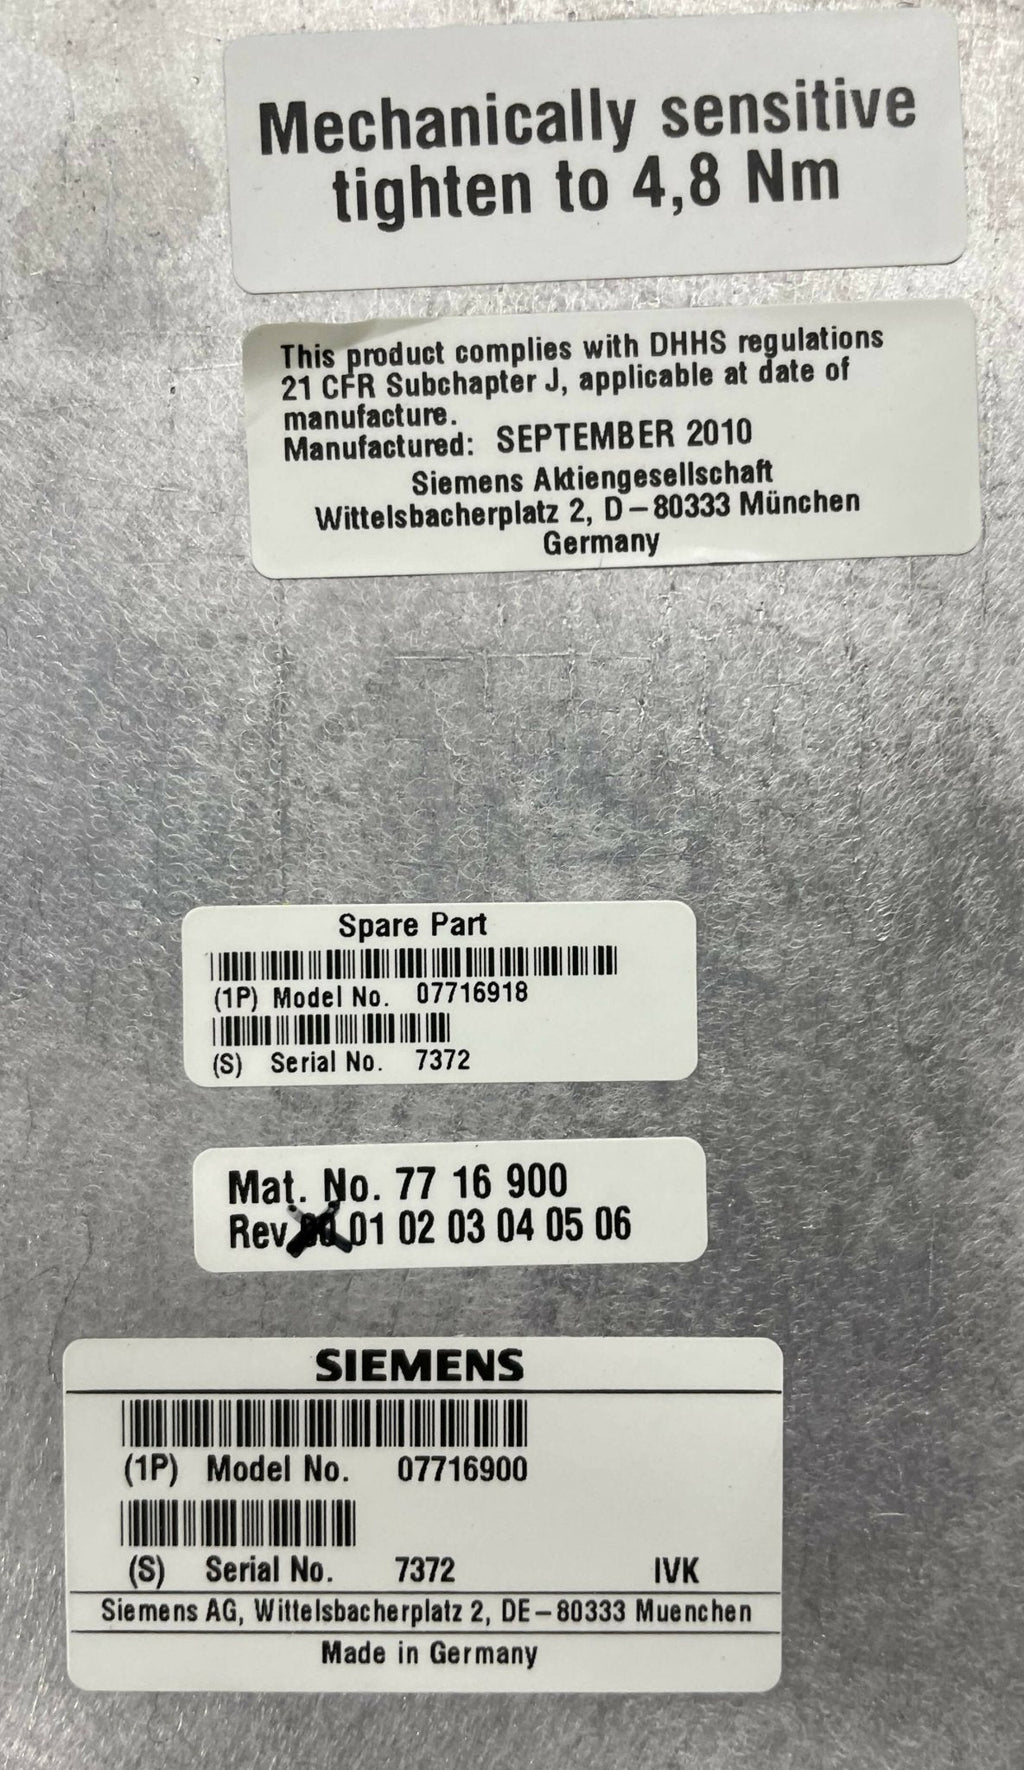 Mechanically sensitive
tighten to 4,8 Nm
This product complies with DHHS regulations
21 CFR Subchapter J, applicable at date of
manufacture.
Manufactured: SEPTEMBER 2010
Siemens Aktiengesellschaft
Wittelsbacherplatz 2, D-80333 München
Germany
Spare Part
(1P) Model No. 07716918
(S) Serial No. 7372
Mat. No. 77 16 900
Rev 01 02 03 04 05 06
SIEMENS
(1P) Model No. 07716900
(S) Serial No. 7372 IVK
Siemens AG, Wittelsbacherplatz 2, DE-80333 Muenchen
Made in Germany